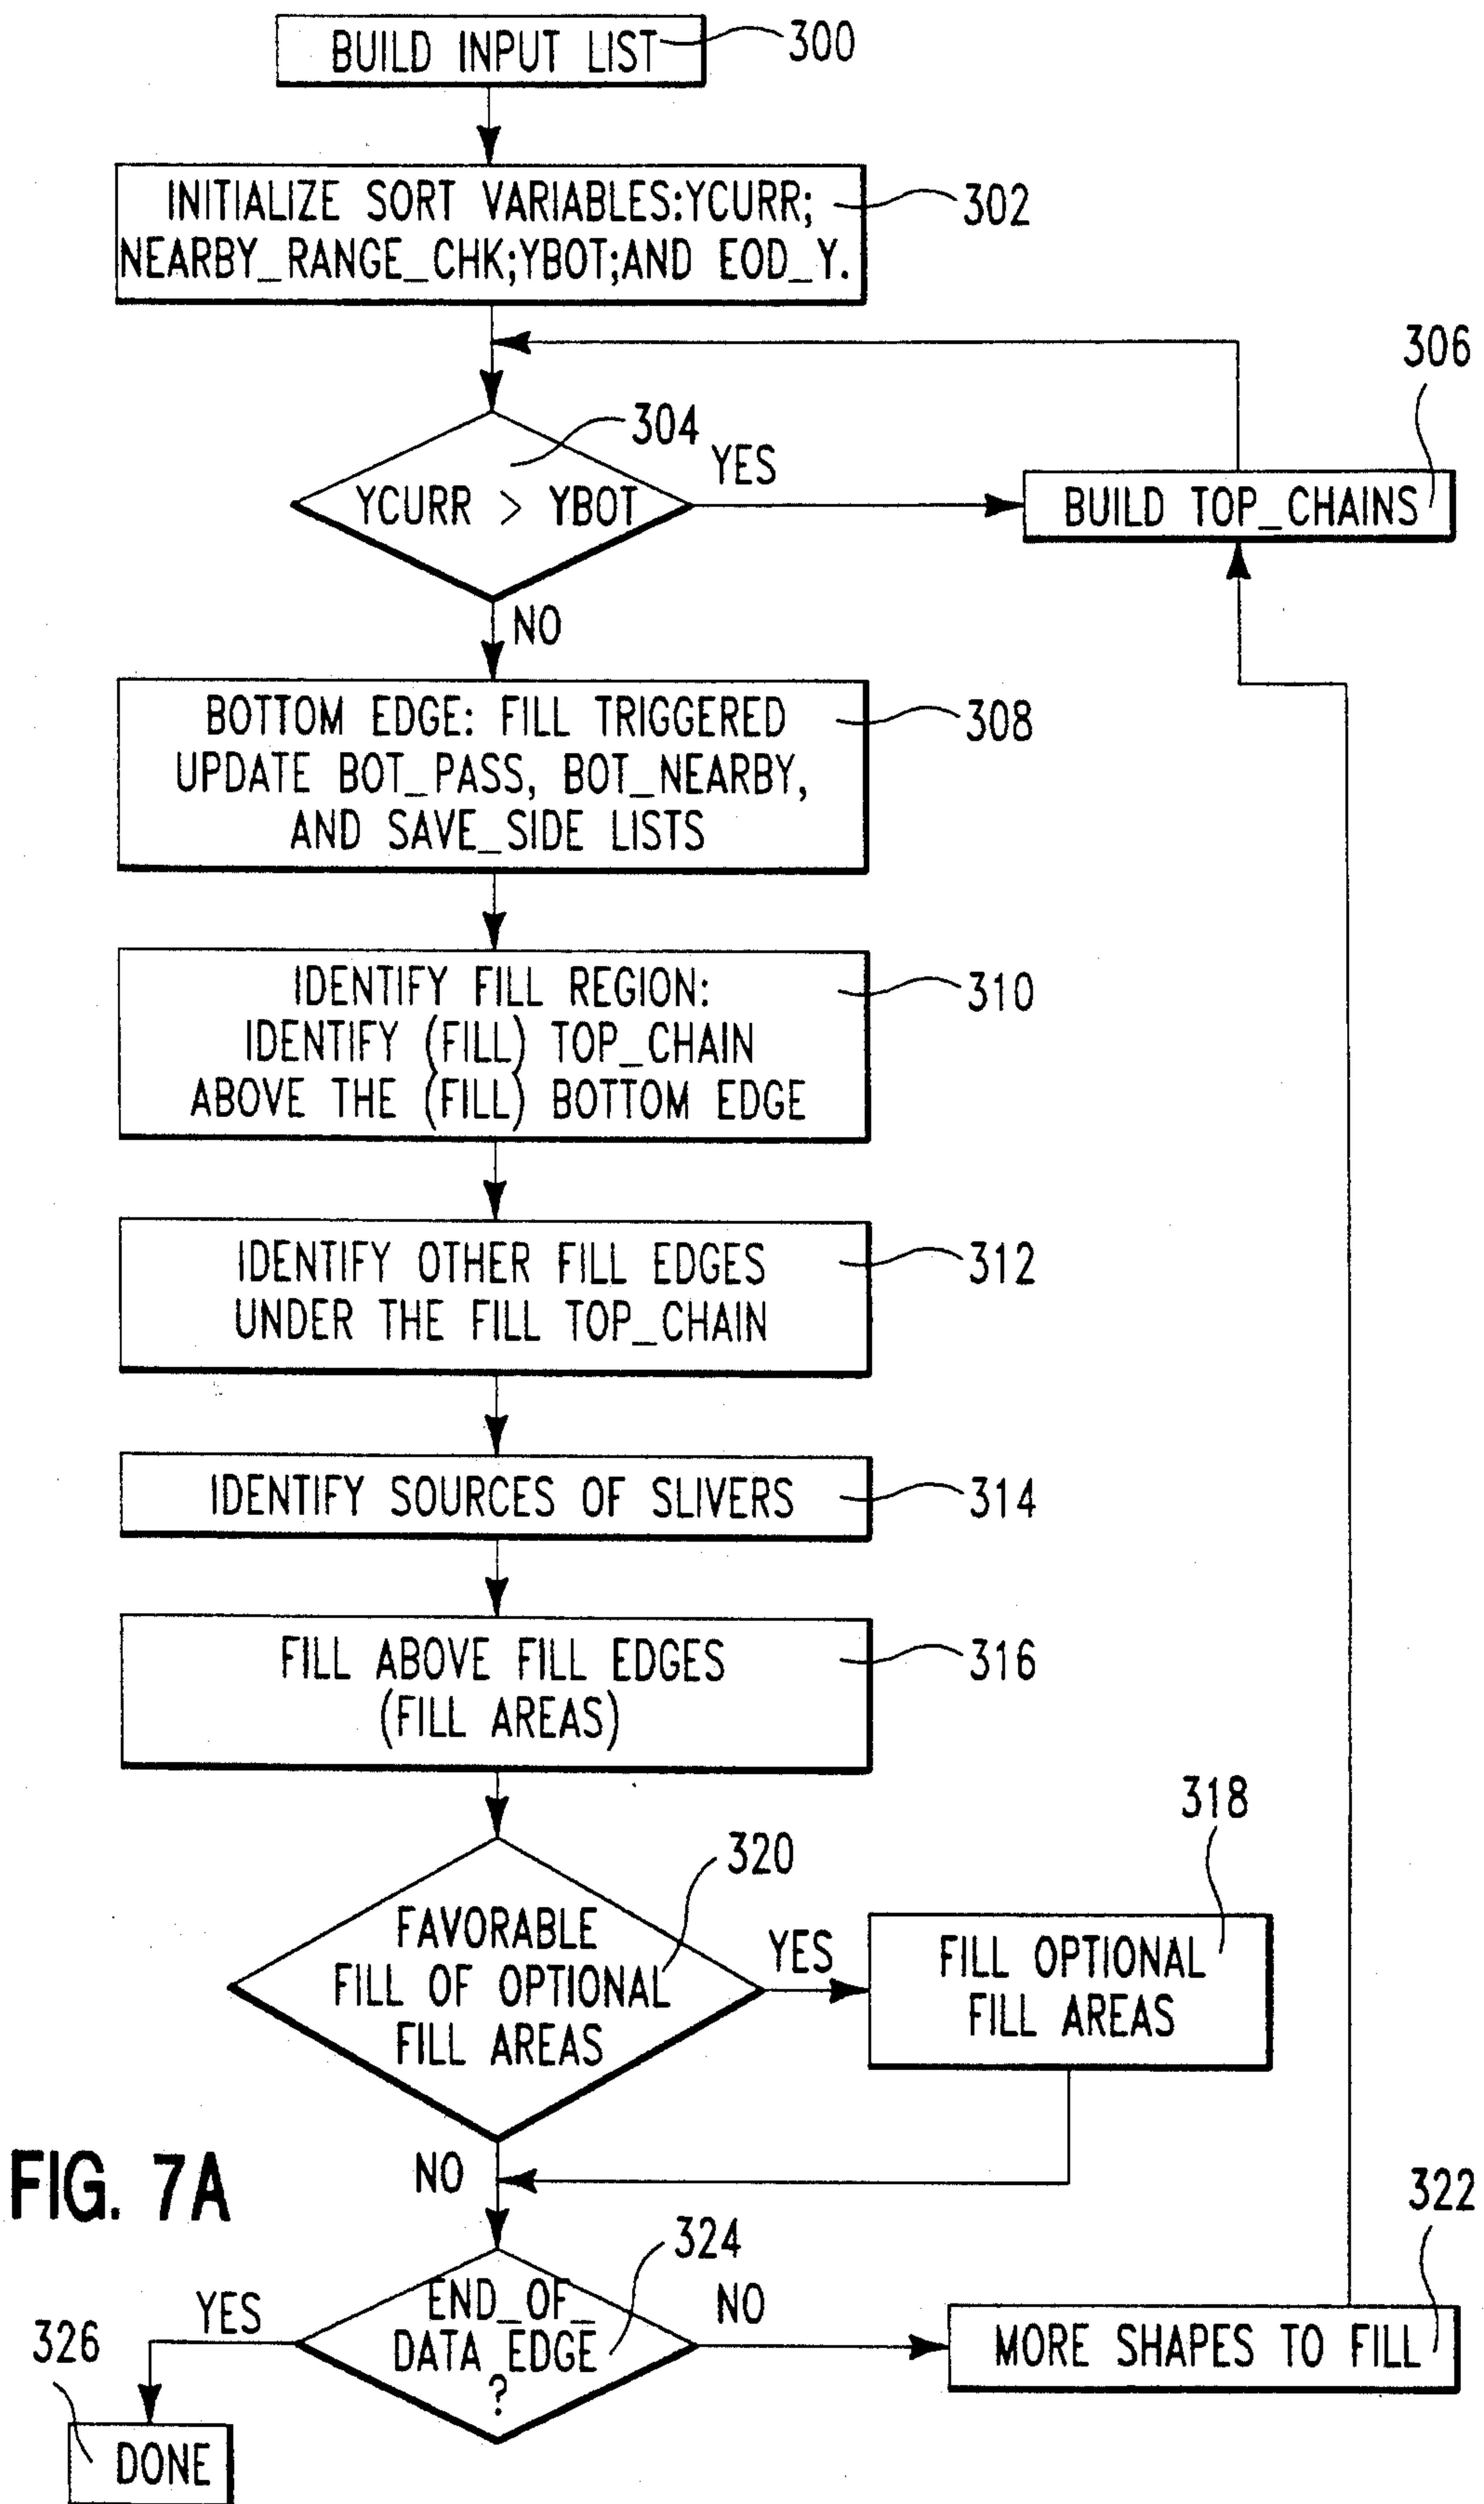 BUILD INPUT LIST
300
INITIALIZE SORT VARIABLES:YCURR;
NEARBY_RANGE_CHK;YBOT;AND EOD_Y.
302
306
304
YES
YCURR > YBOT
BUILD TOP_CHAINS
NO
BOTTOM EDGE: FILL TRIGGERED
UPDATE BOT_PASS, BOT_NEARBY,
AND SAVE_SIDE LISTS
308
IDENTIFY FILL REGION:
IDENTIFY (FILL) TOP_CHAIN
ABOVE THE (FILL) BOTTOM EDGE
310
IDENTIFY OTHER FILL EDGES
UNDER THE FILL TOP_CHAIN
312
IDENTIFY SOURCES OF SLIVERS
314
FILL ABOVE FILL EDGES
(FILL AREAS)
316
318
320
FAVORABLE
FILL OF OPTIONAL
FILL AREAS
YES
FILL OPTIONAL
FILL AREAS
NO
FIG. 7A
322
324
END_OF_
DATA_EDGE
?
YES
NO
MORE SHAPES TO FILL
326
DONE